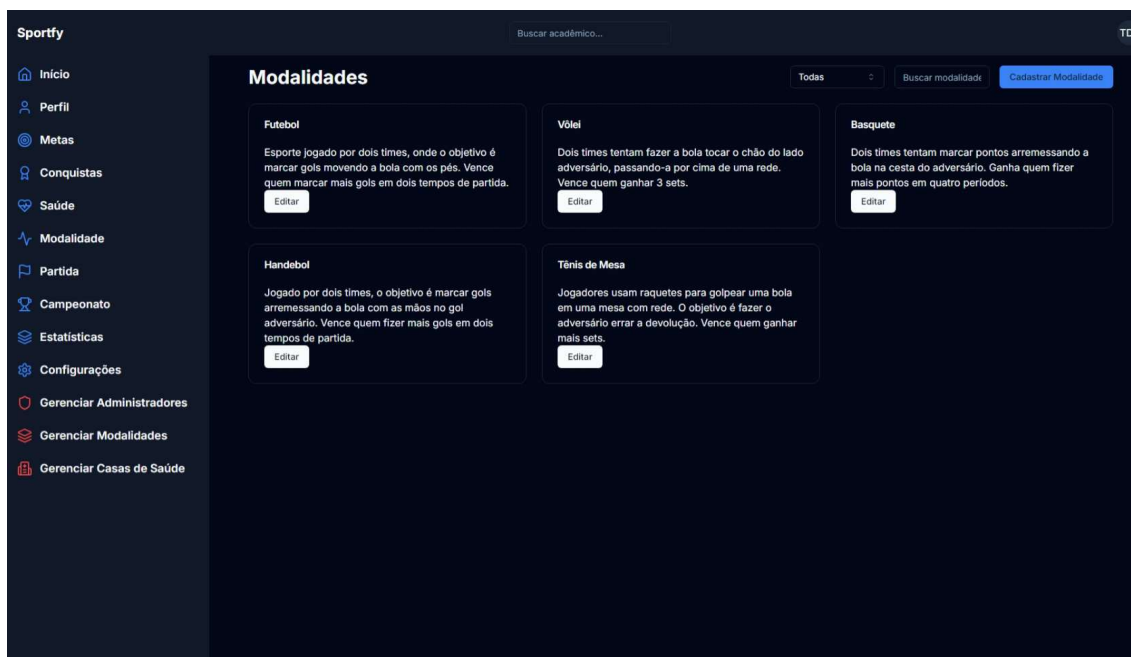 Sportfy
Buscar acadêmico...
TD
Início
Perfil
Metas
Conquistas
Saúde
Modalidade
Partida
Campeonato
Estatísticas
Configurações
Gerenciar Administradores
Gerenciar Modalidades
Gerenciar Casas de Saúde
Modalidades
Todas
Buscar modalidade
Cadastrar Modalidade
Futebol
Esporte jogado por dois times, onde o objetivo é
marcar gols movendo a bola com os pés. Vence
quem marcar mais gols em dois tempos de partida.
Editar
Vôlei
Dois times tentam fazer a bola tocar o chão do lado
adversário, passando-a por cima de uma rede.
Vence quem ganhar 3 sets.
Editar
Basquete
Dois times tentam marcar pontos arremessando a
bola na cesta do adversário. Ganha quem fizer
mais pontos em quatro períodos.
Editar
Handebol
Jogado por dois times, o objetivo é marcar gols
arremessando a bola com as mãos no gol
adversário. Vence quem fizer mais gols em dois
tempos de partida.
Editar
Tênis de Mesa
Jogadores usam raquetes para golpear uma bola
em uma mesa com rede. O objetivo é fazer o
adversário errar a devolução. Vence quem ganhar
mais sets.
Editar